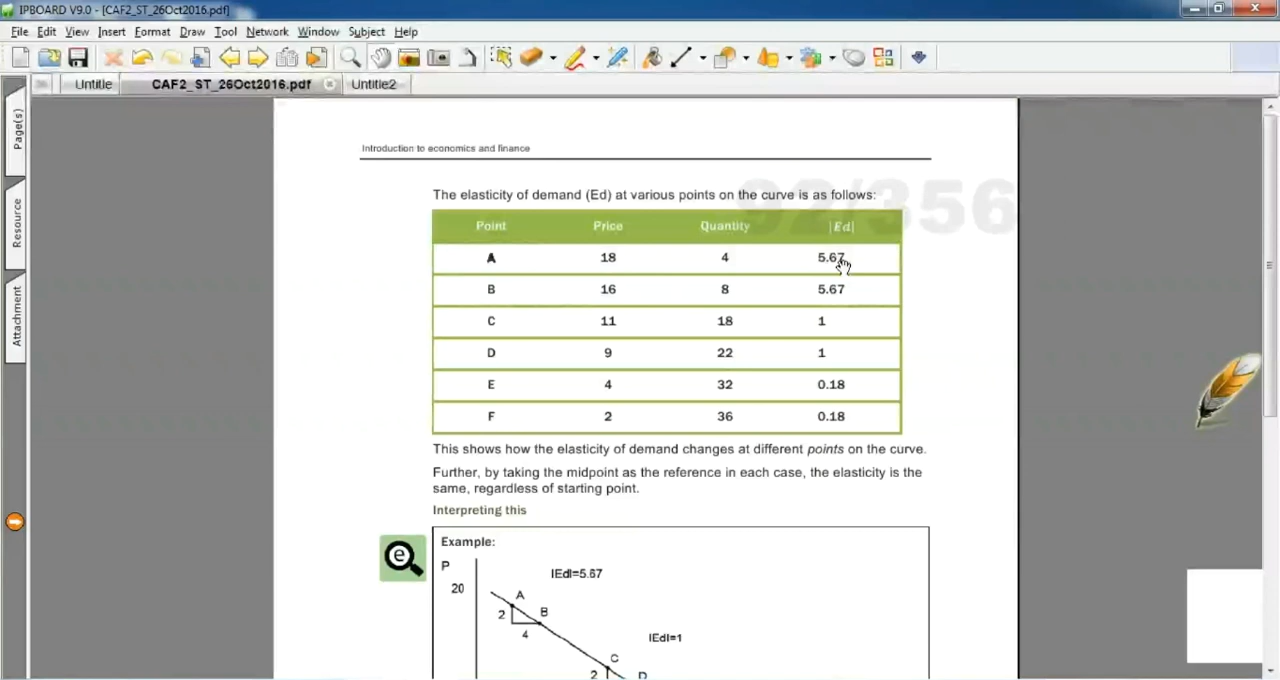 IPBOARD V9.0 - [CAF2_ST_26Oct2016.pdf]
File Edit View Insert Format Draw Tool Network Window Subject Help
Untitle CAF2_ST_26Oct2016.pdf Untitle2
Page(s)
Resource
Attachment
Introduction to economics and finance
92/356
The elasticity of demand (Ed) at various points on the curve is as follows:
Point Price Quantity |Ed|
A 18 4 5.67
B 16 8 5.67
C 11 18 1
D 9 22 1
E 4 32 0.18
F 2 36 0.18
This shows how the elasticity of demand changes at different points on the curve.
Further, by taking the midpoint as the reference in each case, the elasticity is the
same, regardless of starting point.
Interpreting this
e
Example:
P
IEdI=5.67
20
A
2
B
4
IEdI=1
C
2
D